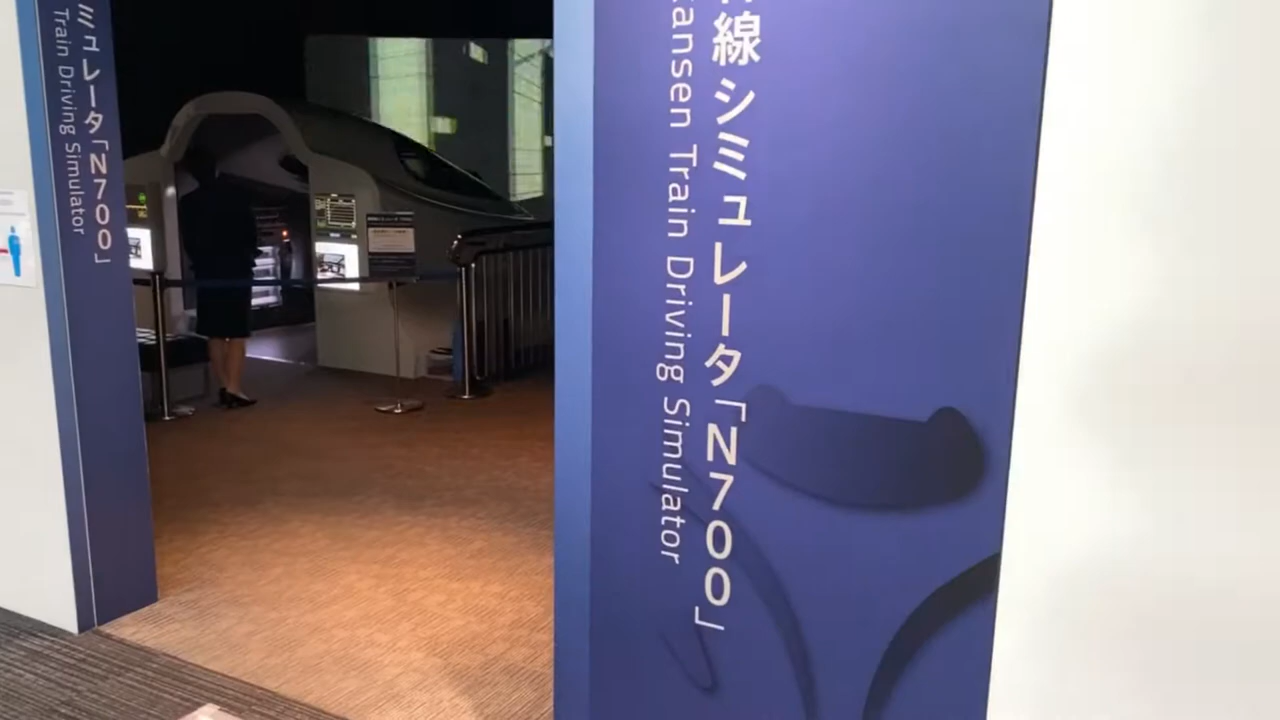 ミュレータ「N700」
Train Driving Simulator
線 シミュレータ「N700」
ansen Train Driving Simulator